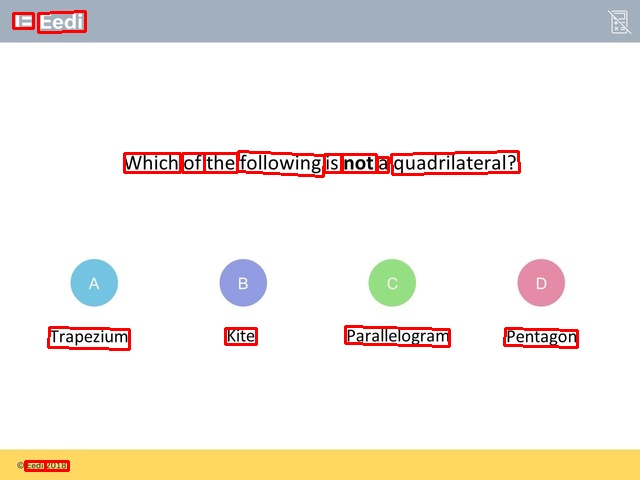 Eedi
Which of the following is not a quadrilateral?
A B C D
Trapezium Kite Parallelogram Pentagon
© Eedi 2018